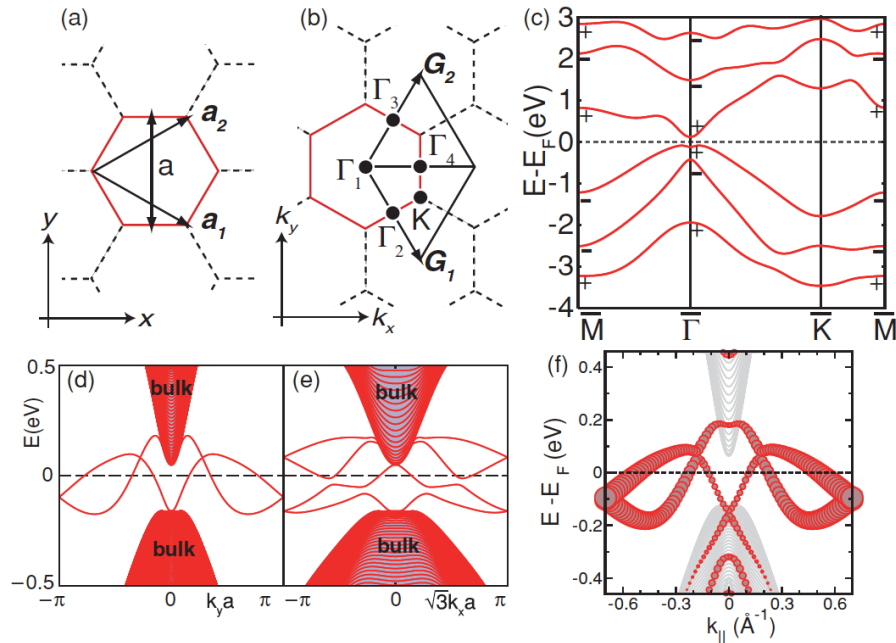 (a)
a₂
a
a₁
y
x
(b)
G₂
Γ₃
Γ₁
Γ₄
K
Γ₂
G₁
k_y
k_x
(c)
E-E_F(eV)
3
2
1
0
-1
-2
-3
-4
+ - + - + - - +
- - + + - - + +
- - + - + + - +
M̅ Γ̅ K̅ M̅
(d)
bulk
bulk
E(eV)
0.5
0
−0.5
−π 0 π
k_y a
(e)
bulk
bulk
−π 0 π
√3k_x a
(f)
E -E_F (eV)
0.4
0.2
0
-0.2
-0.4
-0.6 -0.3 0 0.3 0.6
k_|| (Å⁻¹)